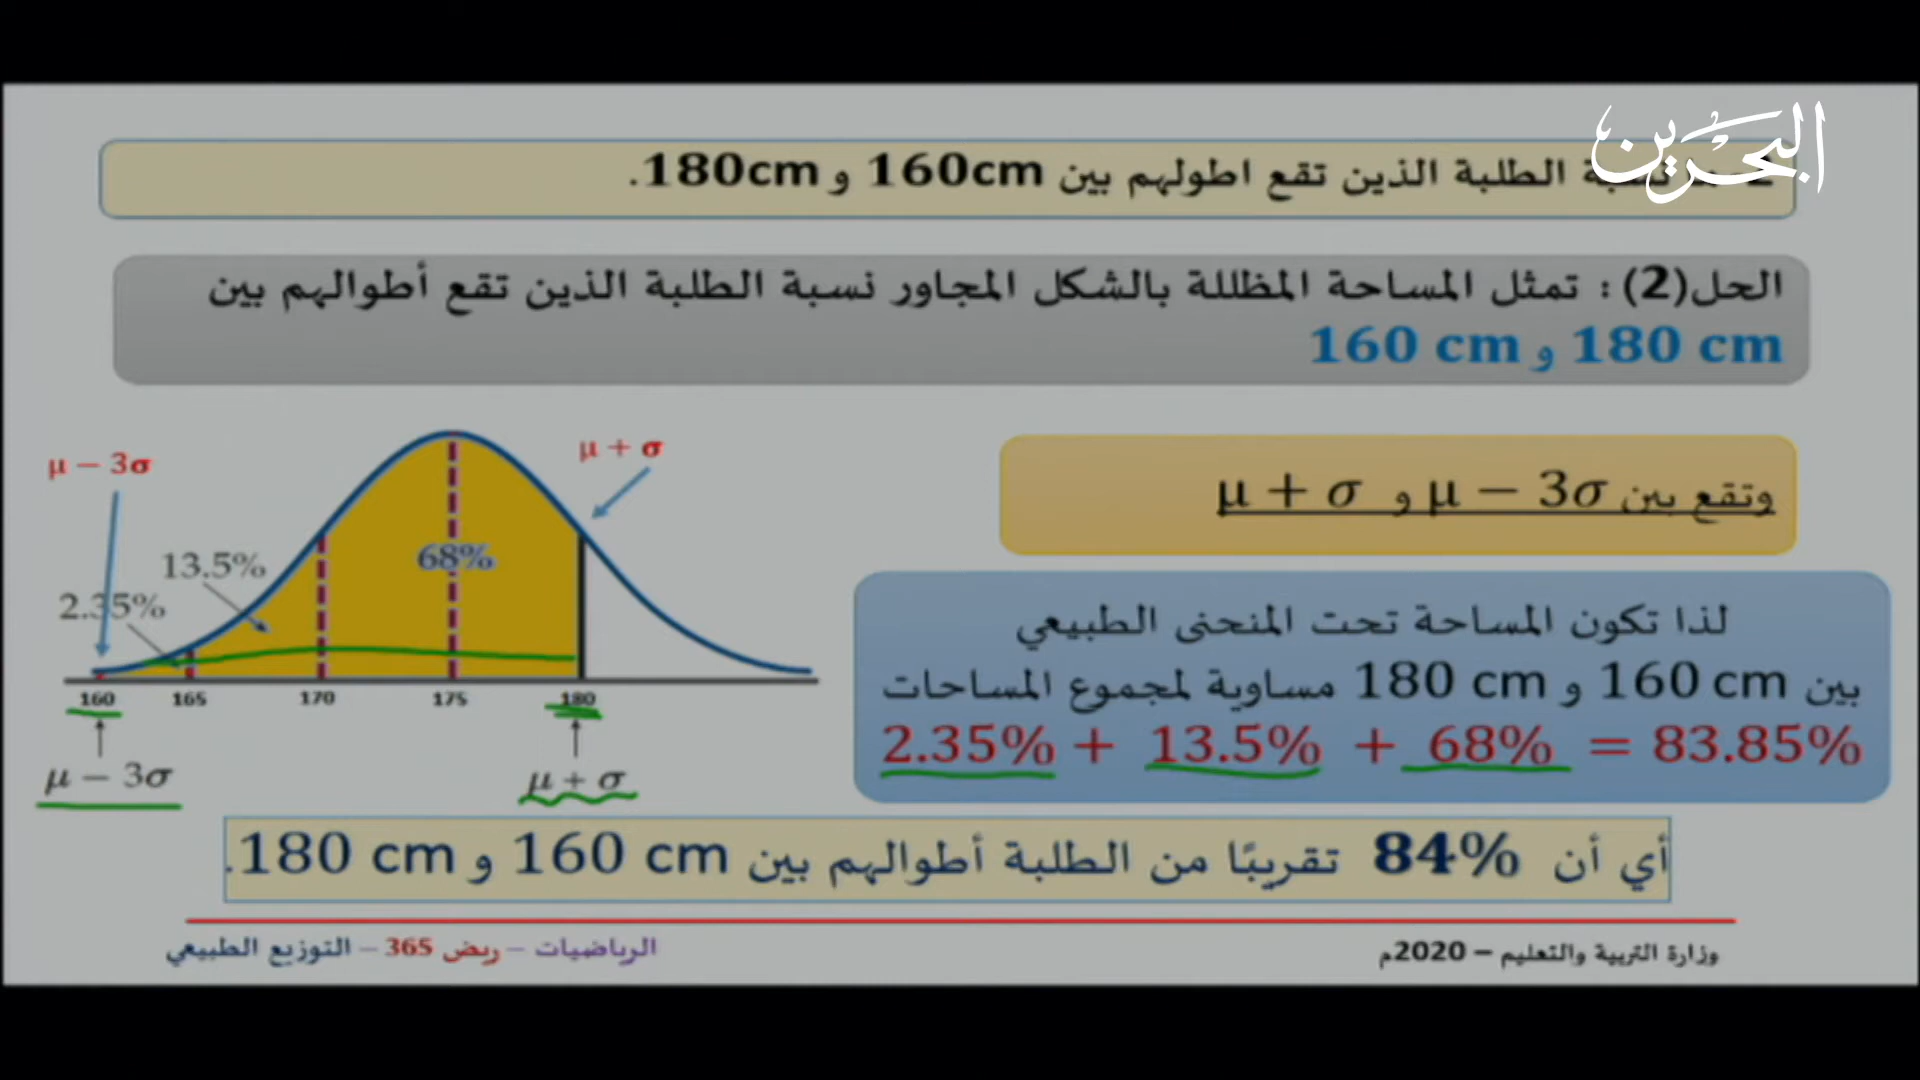 البحرين
نسبة الطلبة الذين تقع اطولهم بين 160cm و 180cm.
الحل(2) : تمثل المساحة المظللة بالشكل المجاور نسبة الطلبة الذين تقع أطوالهم بين
180 cm و 160 cm
وتقع بين μ − 3σ و μ + σ
μ − 3σ
μ + σ
13.5%
68%
2.35%
160 165 170 175 180
μ − 3σ
μ + σ
لذا تكون المساحة تحت المنحنى الطبيعي
بين 160 cm و 180 cm مساوية لمجموع المساحات
2.35% + 13.5% + 68% = 83.85%
أي أن 84% تقريبًا من الطلبة أطوالهم بين 160 cm و 180 cm.
وزارة التربية والتعليم – 2020م
الرياضيات – ريض 365 – التوزيع الطبيعي